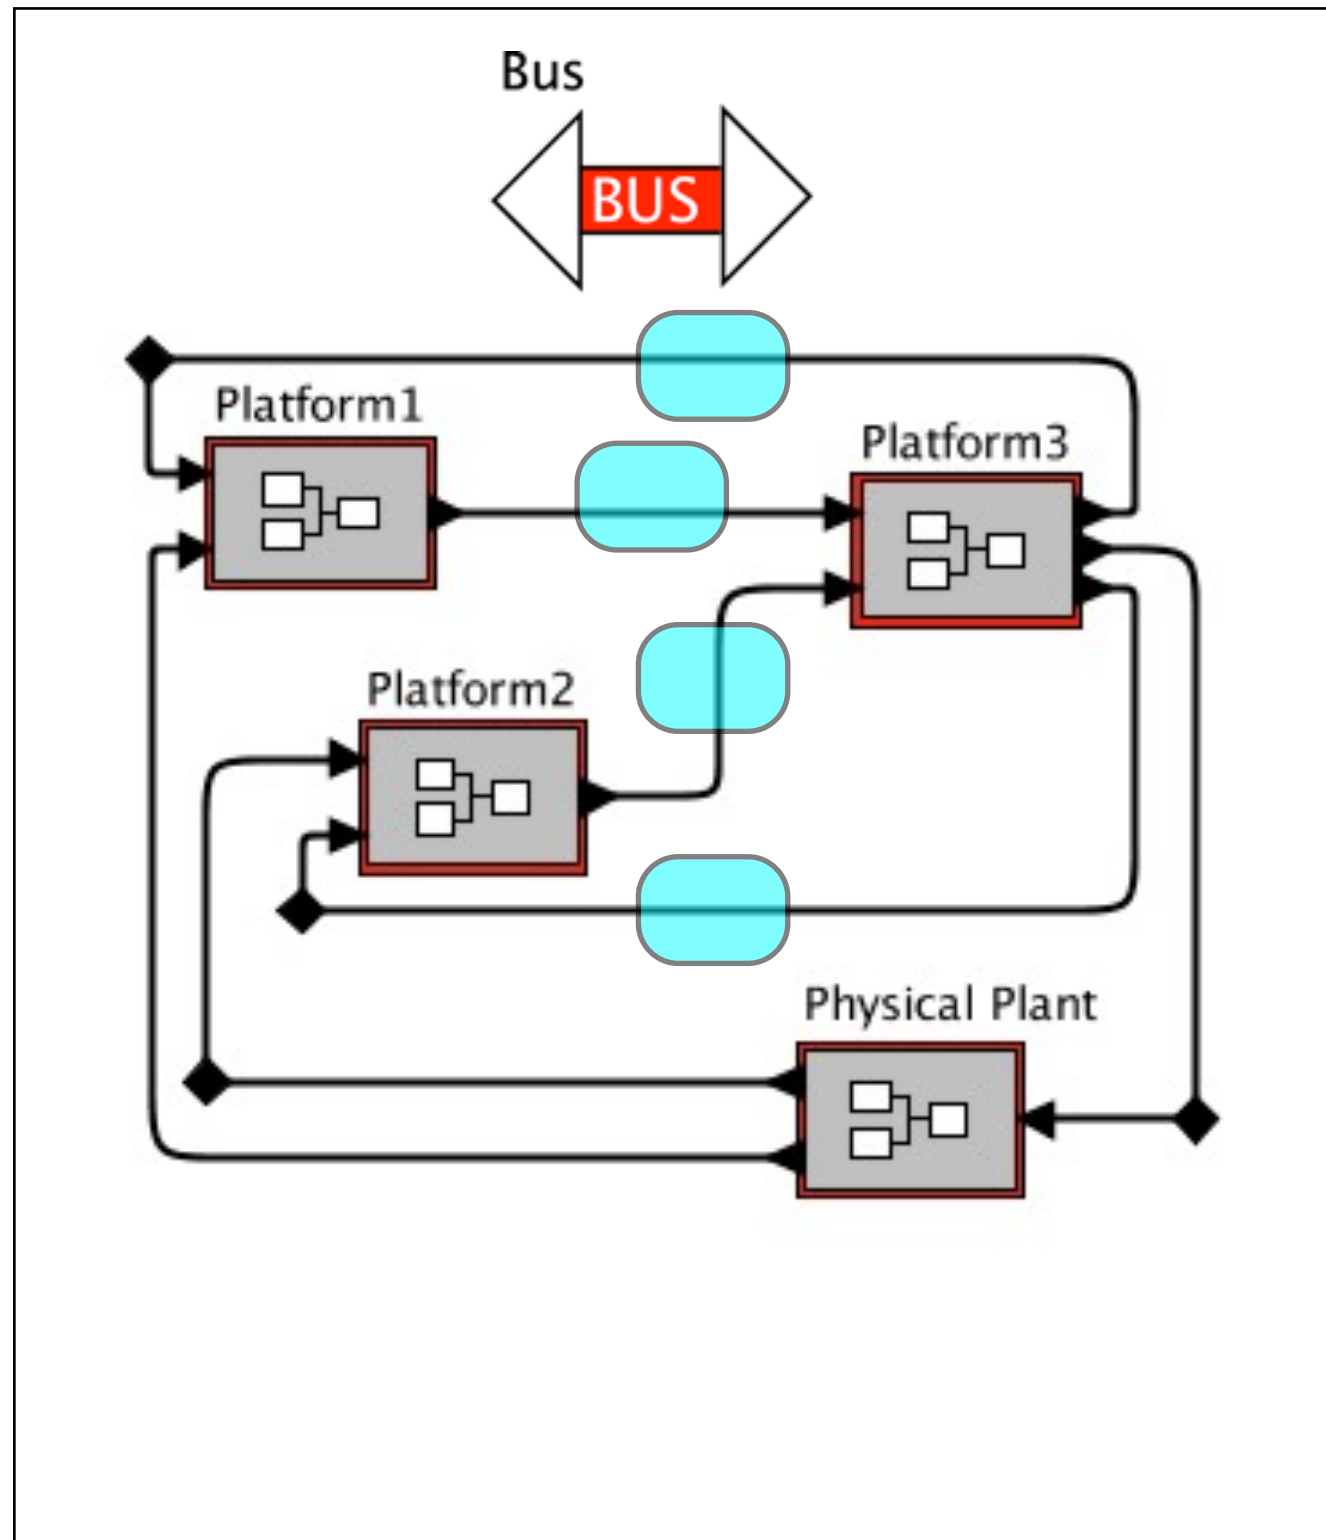 Bus
BUS
Platform1
Platform3
Platform2
Physical Plant